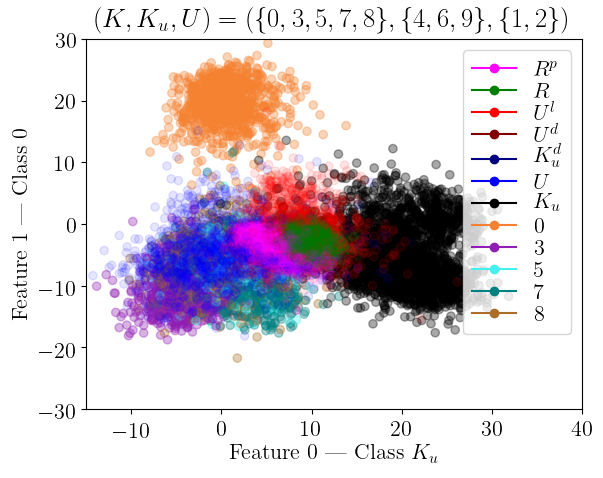 (K, K_u, U) = ({0, 3, 5, 7, 8}, {4, 6, 9}, {1, 2})
30
20
10
0
−10
−20
−30
Feature 1 — Class 0
−10
0
10
20
30
40
Feature 0 — Class K_u
R^p
R
U^l
U^d
K_u^d
U
K_u
0
3
5
7
8